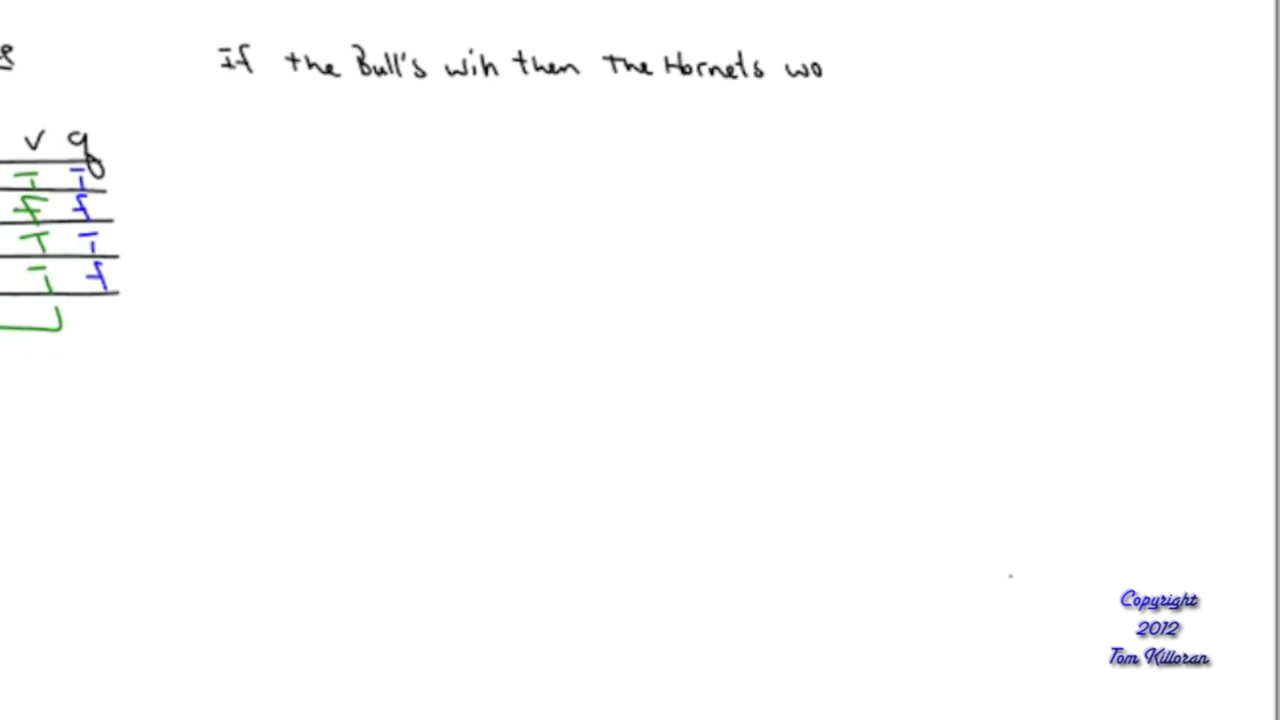 If the Bull's win then the Hornets wo
v q
T T
f f
T T
T f
Copyright
2012
Tom Killoran